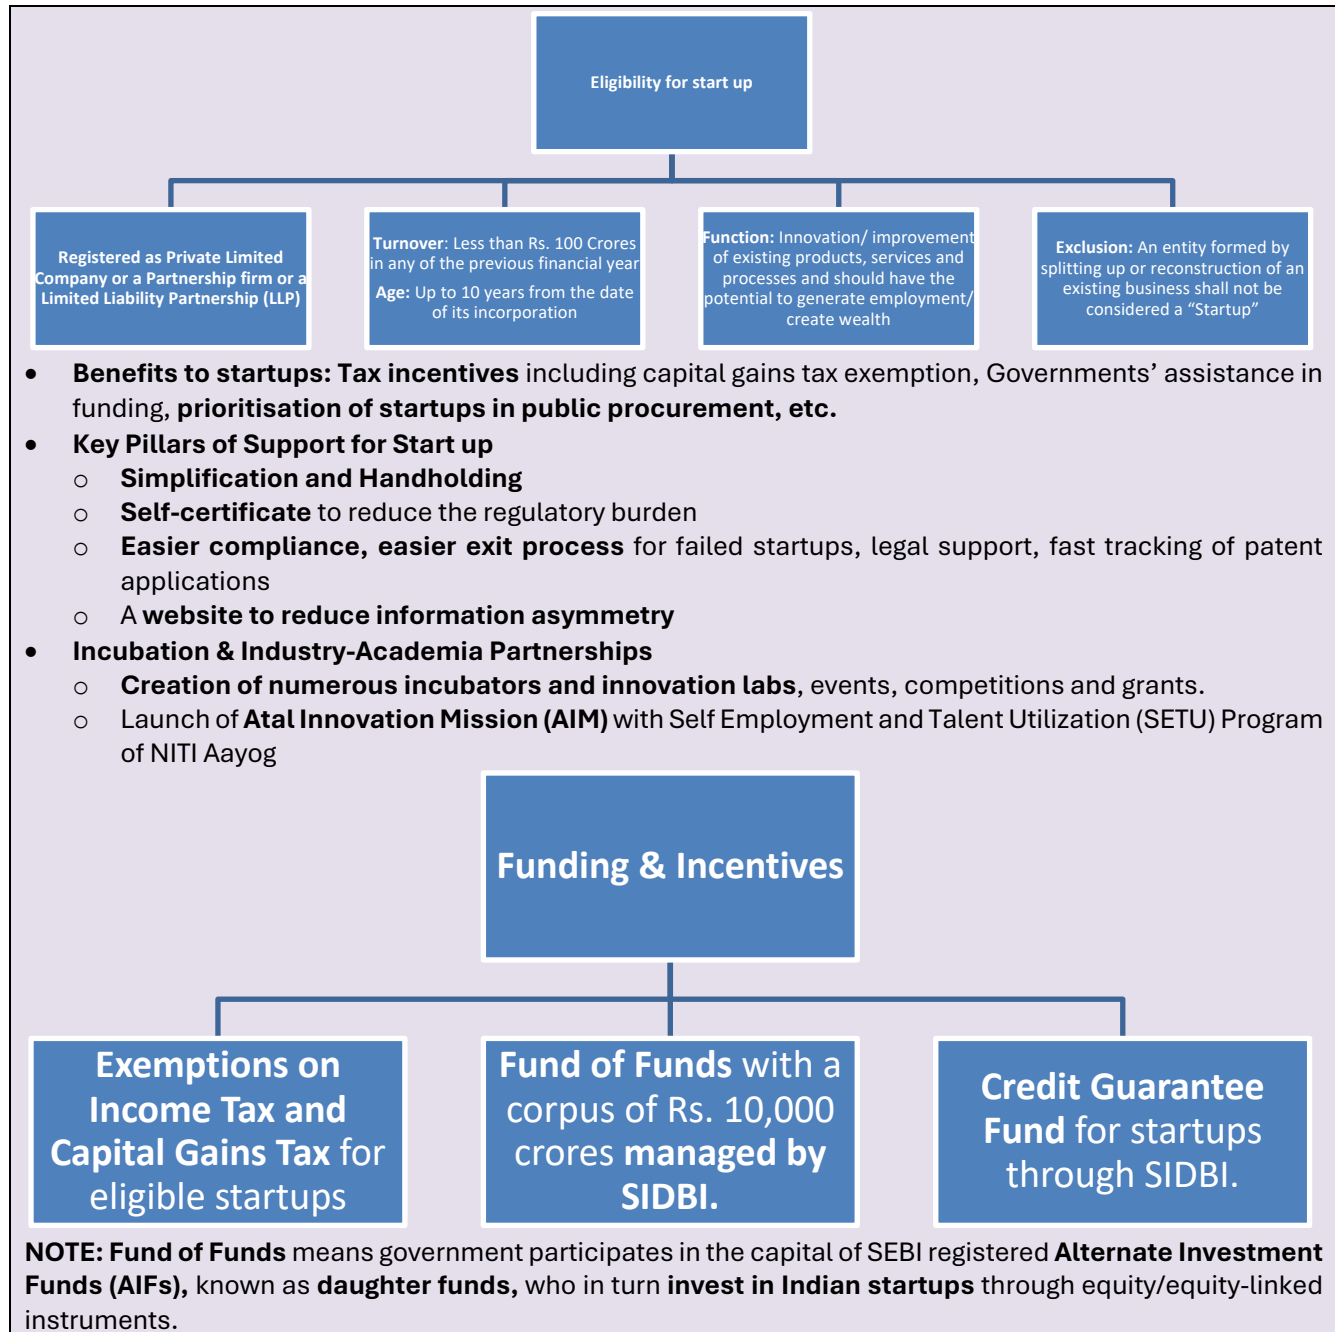 Eligibility for start up
Registered as Private Limited
Company or a Partnership firm or a
Limited Liability Partnership (LLP)
Turnover: Less than Rs. 100 Crores
in any of the previous financial year
Age: Up to 10 years from the date
of its incorporation
Function: Innovation/ improvement
of existing products, services and
processes and should have the
potential to generate employment/
create wealth
Exclusion: An entity formed by
splitting up or reconstruction of an
existing business shall not be
considered a “Startup”
• Benefits to startups: Tax incentives including capital gains tax exemption, Governments’ assistance in
funding, prioritisation of startups in public procurement, etc.
• Key Pillars of Support for Start up
o Simplification and Handholding
o Self-certificate to reduce the regulatory burden
o Easier compliance, easier exit process for failed startups, legal support, fast tracking of patent
applications
o A website to reduce information asymmetry
• Incubation & Industry-Academia Partnerships
o Creation of numerous incubators and innovation labs, events, competitions and grants.
o Launch of Atal Innovation Mission (AIM) with Self Employment and Talent Utilization (SETU) Program
of NITI Aayog
Funding & Incentives
Exemptions on
Income Tax and
Capital Gains Tax for
eligible startups
Fund of Funds with a
corpus of Rs. 10,000
crores managed by
SIDBI.
Credit Guarantee
Fund for startups
through SIDBI.
NOTE: Fund of Funds means government participates in the capital of SEBI registered Alternate Investment
Funds (AIFs), known as daughter funds, who in turn invest in Indian startups through equity/equity-linked
instruments.